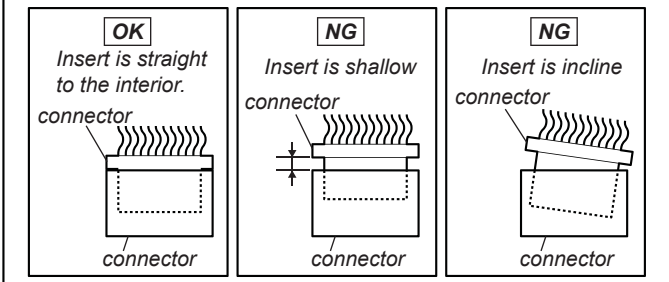 OK
Insert is straight
to the interior.
connector
connector
NG
Insert is shallow
connector
connector
NG
Insert is incline
connector
connector